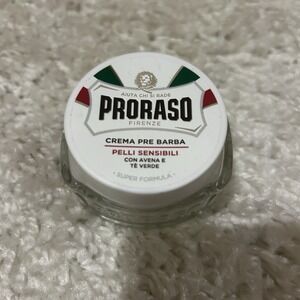 AIUTA CHI SI RADE
PRORASO
FIRENZE
CREMA PRE BARBA
PELLI SENSIBILI
CON AVENA E
TÈ VERDE
• SUPER FORMULA •